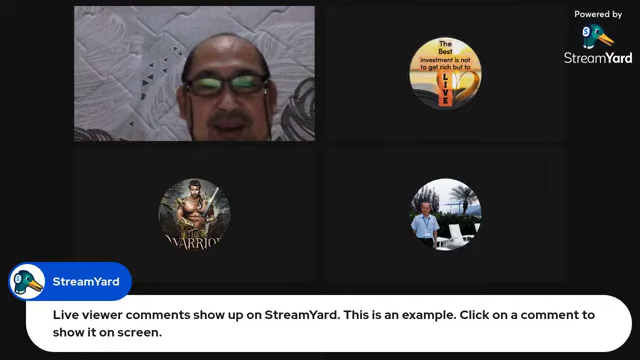 Powered by
StreamYard
The
Best
investment is not
to get rich but to
LIVE
WARRIOR
StreamYard
Live viewer comments show up on StreamYard. This is an example. Click on a comment to
show it on screen.